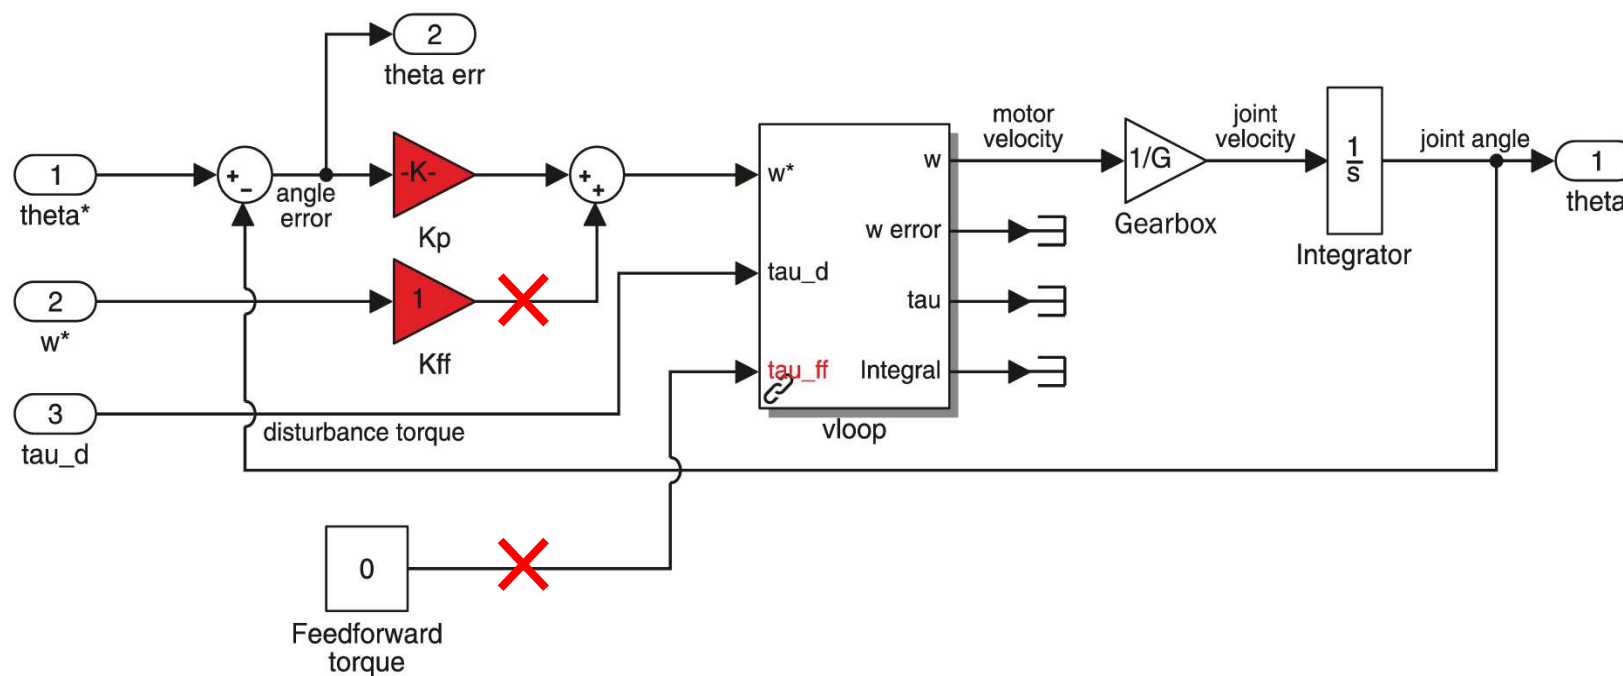 2
theta err
motor
velocity
joint
velocity
joint angle
1
theta*
+
−
angle
error
-K-
Kp
+
+
w*
w
1/G
Gearbox
1
s
Integrator
1
theta
w error
tau_d
2
w*
1
Kff
tau
tau_ff
Integral
vloop
3
tau_d
disturbance torque
0
Feedforward
torque